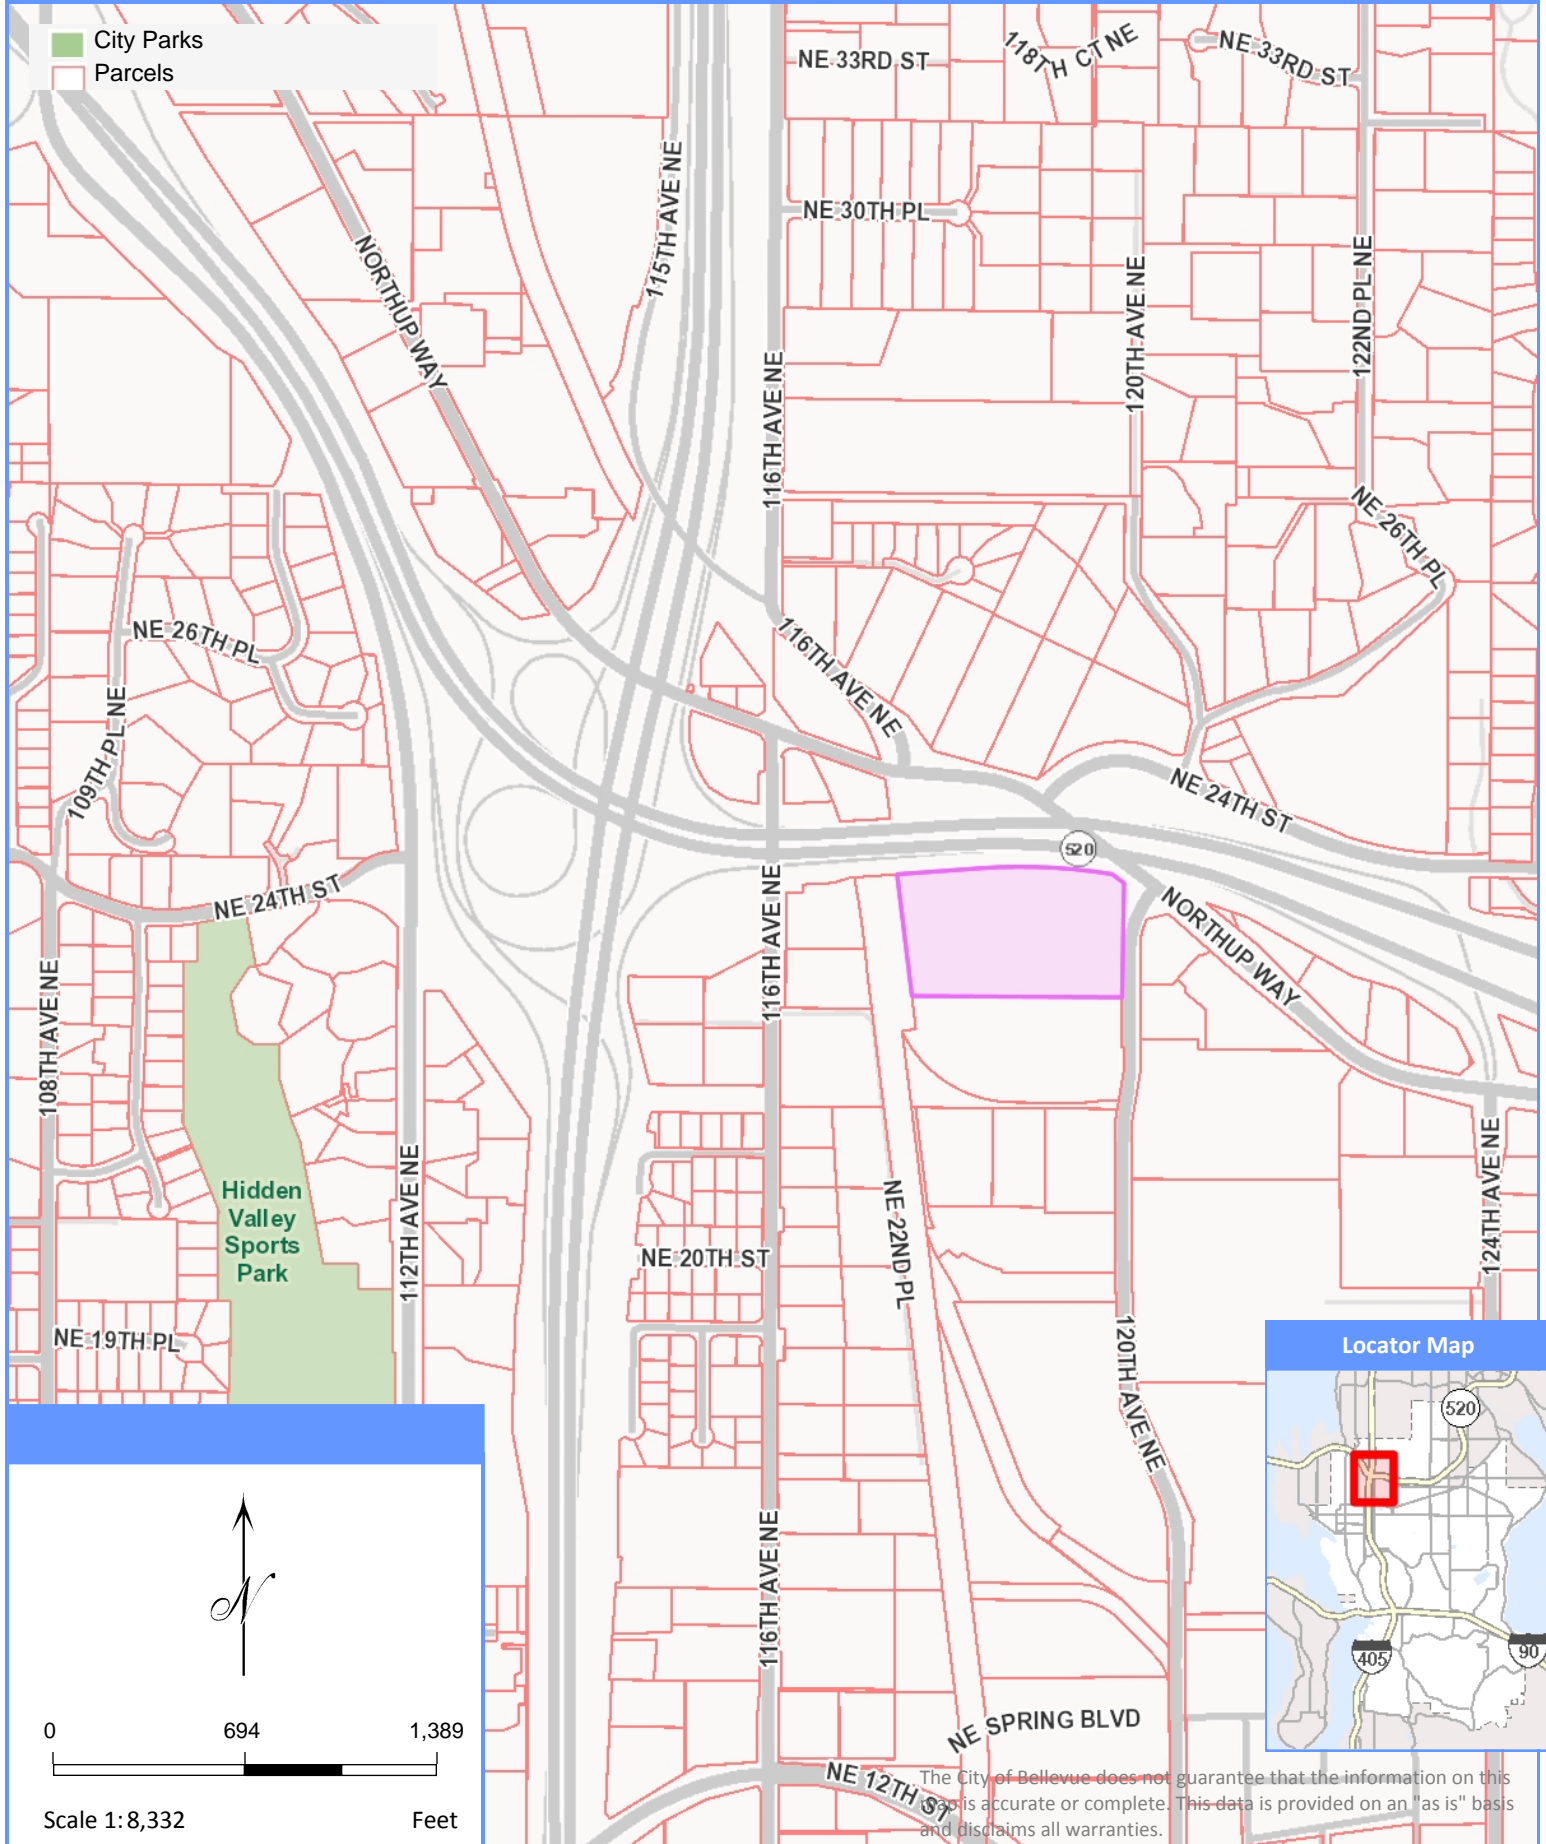 City Parks
Parcels
NE 33RD ST
118TH CT NE
NE 33RD ST
115TH AVE NE
NE 30TH PL
NORTHUP WAY
116TH AVE NE
120TH AVE NE
122ND PL NE
NE 26TH PL
NE 26TH PL
116TH AVE NE
109TH PL NE
NE 24TH ST
520
NE 24TH ST
116TH AVE NE
NORTHUP WAY
108TH AVE NE
112TH AVE NE
Hidden
Valley
Sports
Park
NE 22ND PL
124TH AVE NE
NE 20TH ST
NE 19TH PL
120TH AVE NE
116TH AVE NE
NE SPRING BLVD
NE 12TH ST
Locator Map
520
405
90
N
0 694 1,389
Scale 1: 8,332 Feet
The City of Bellevue does not guarantee that the information on this
map is accurate or complete. This data is provided on an "as is" basis
and disclaims all warranties.